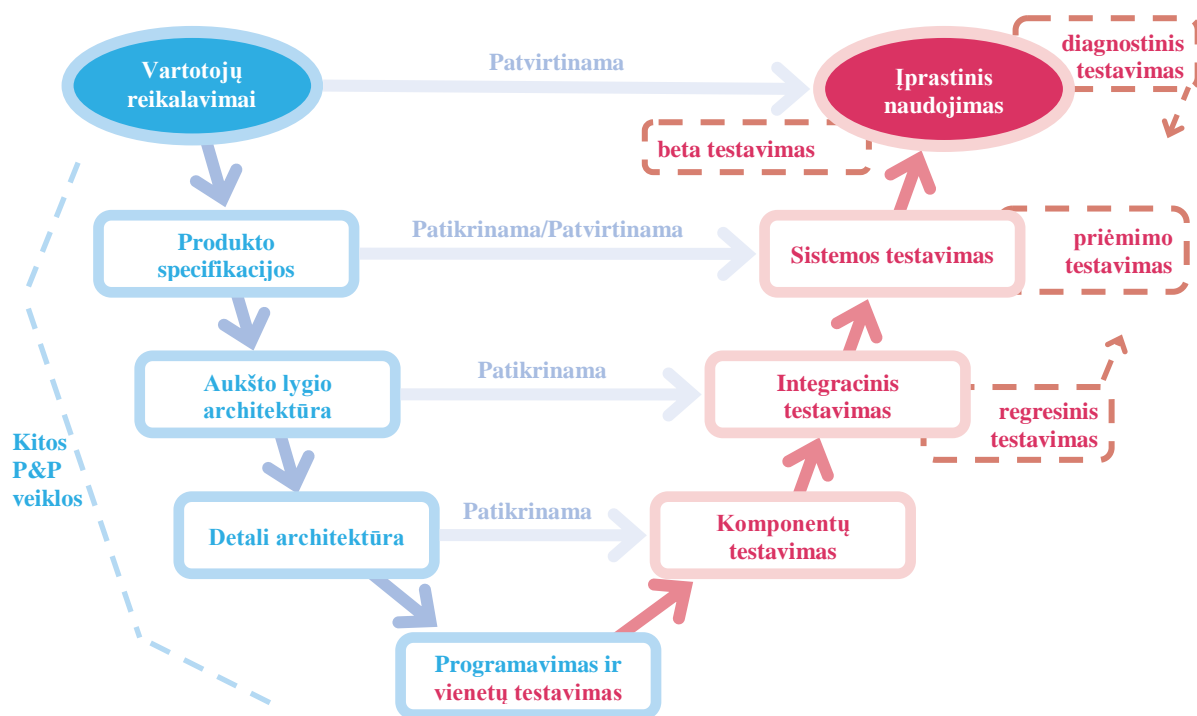 Vartotojų
reikalavimai
Patvirtinama
Įprastinis
naudojimas
diagnostinis
testavimas
beta testavimas
Produkto
specifikacijos
Patikrinama/Patvirtinama
Sistemos testavimas
priėmimo
testavimas
Aukšto lygio
architektūra
Patikrinama
Integracinis
testavimas
regresinis
testavimas
Kitos
P&P
veiklos
Detali architektūra
Patikrinama
Komponentų
testavimas
Programavimas ir
vienetų testavimas